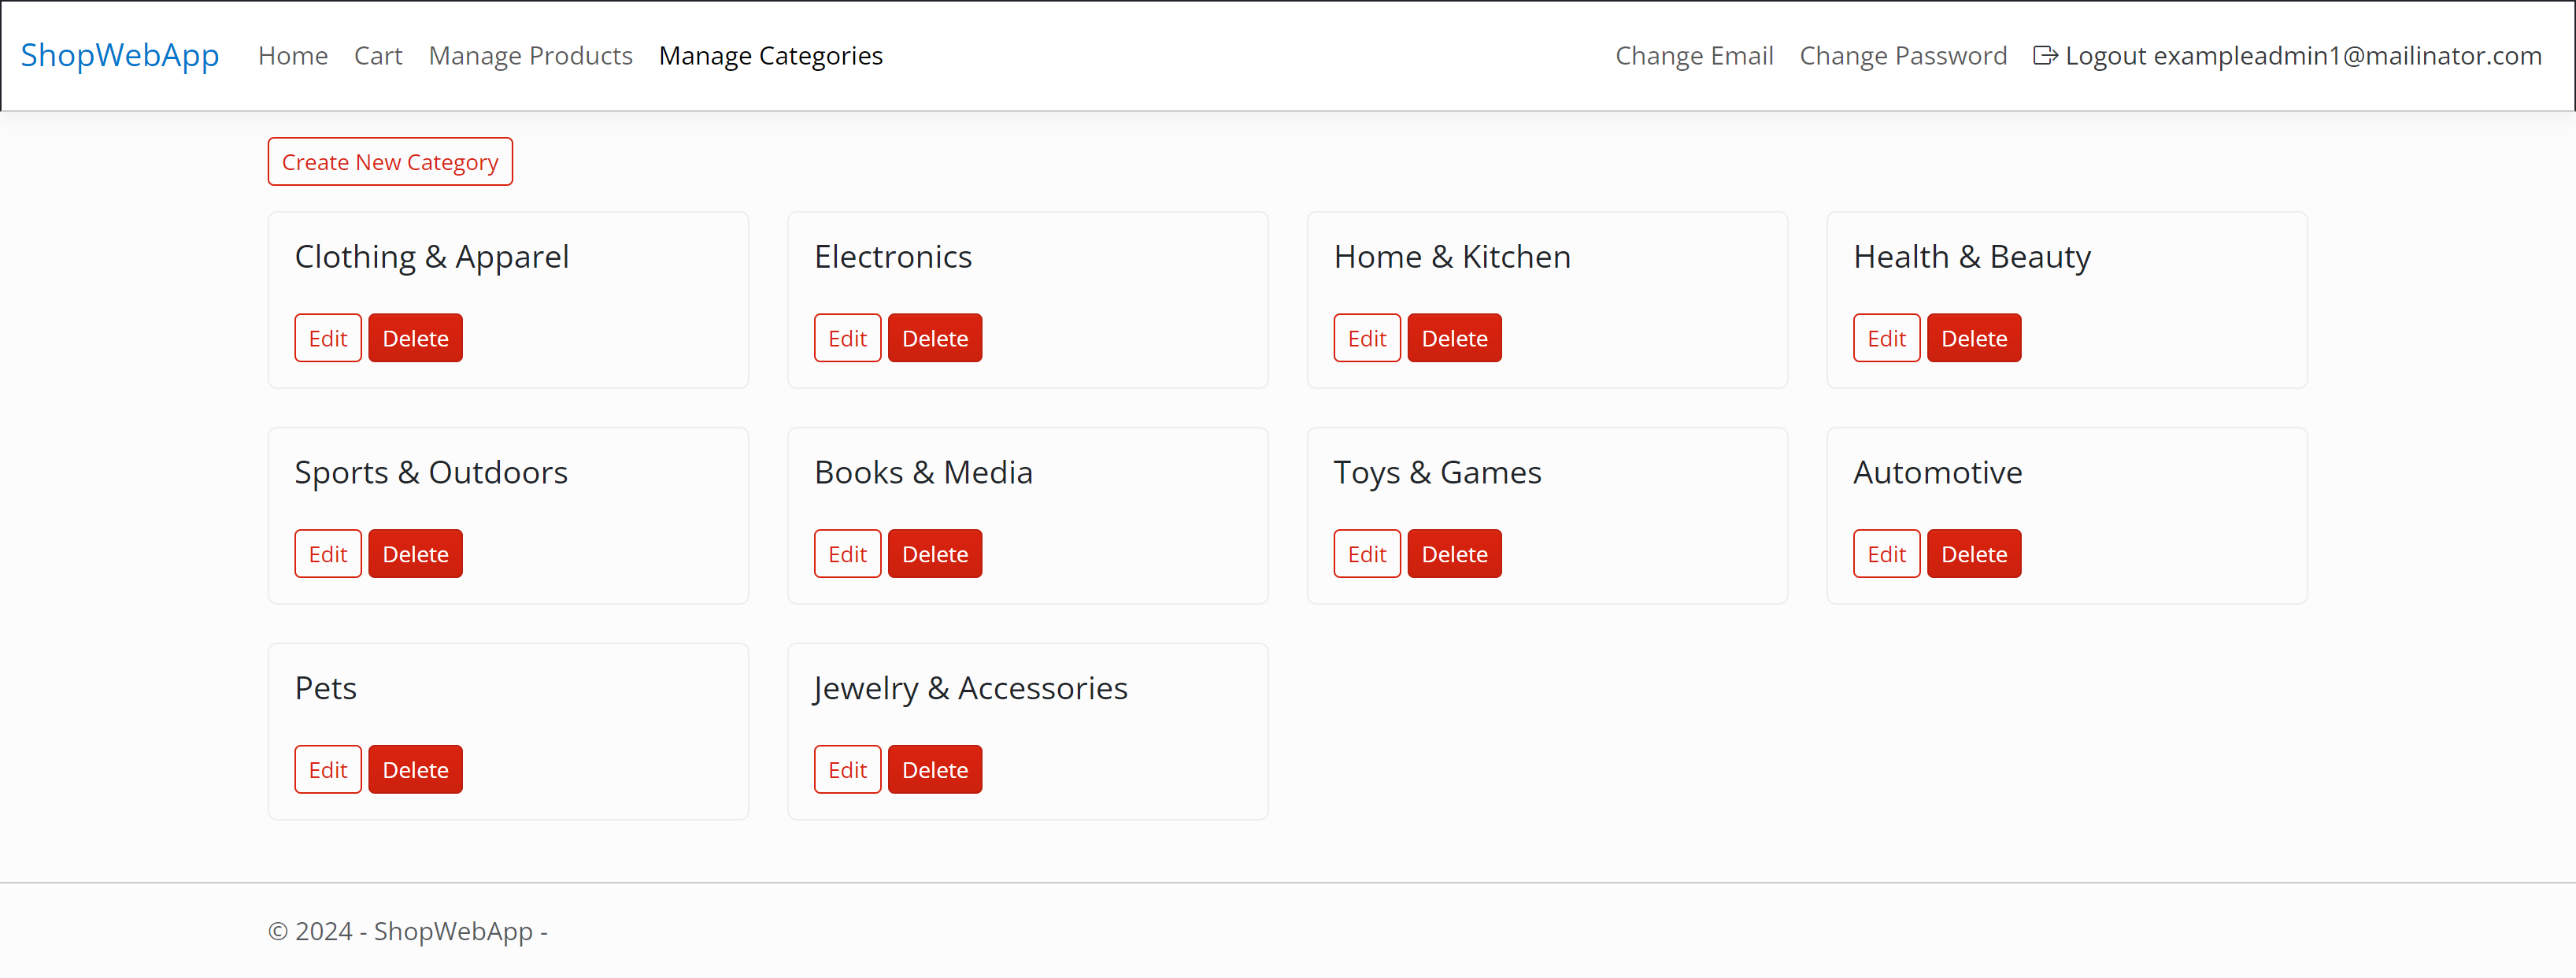 ShopWebApp Home Cart Manage Products Manage Categories Change Email Change Password Logout exampleadmin1@mailinator.com
Create New Category
Clothing & Apparel Electronics Home & Kitchen Health & Beauty
Edit Delete Edit Delete Edit Delete Edit Delete
Sports & Outdoors Books & Media Toys & Games Automotive
Edit Delete Edit Delete Edit Delete Edit Delete
Pets Jewelry & Accessories
Edit Delete Edit Delete
© 2024 - ShopWebApp -